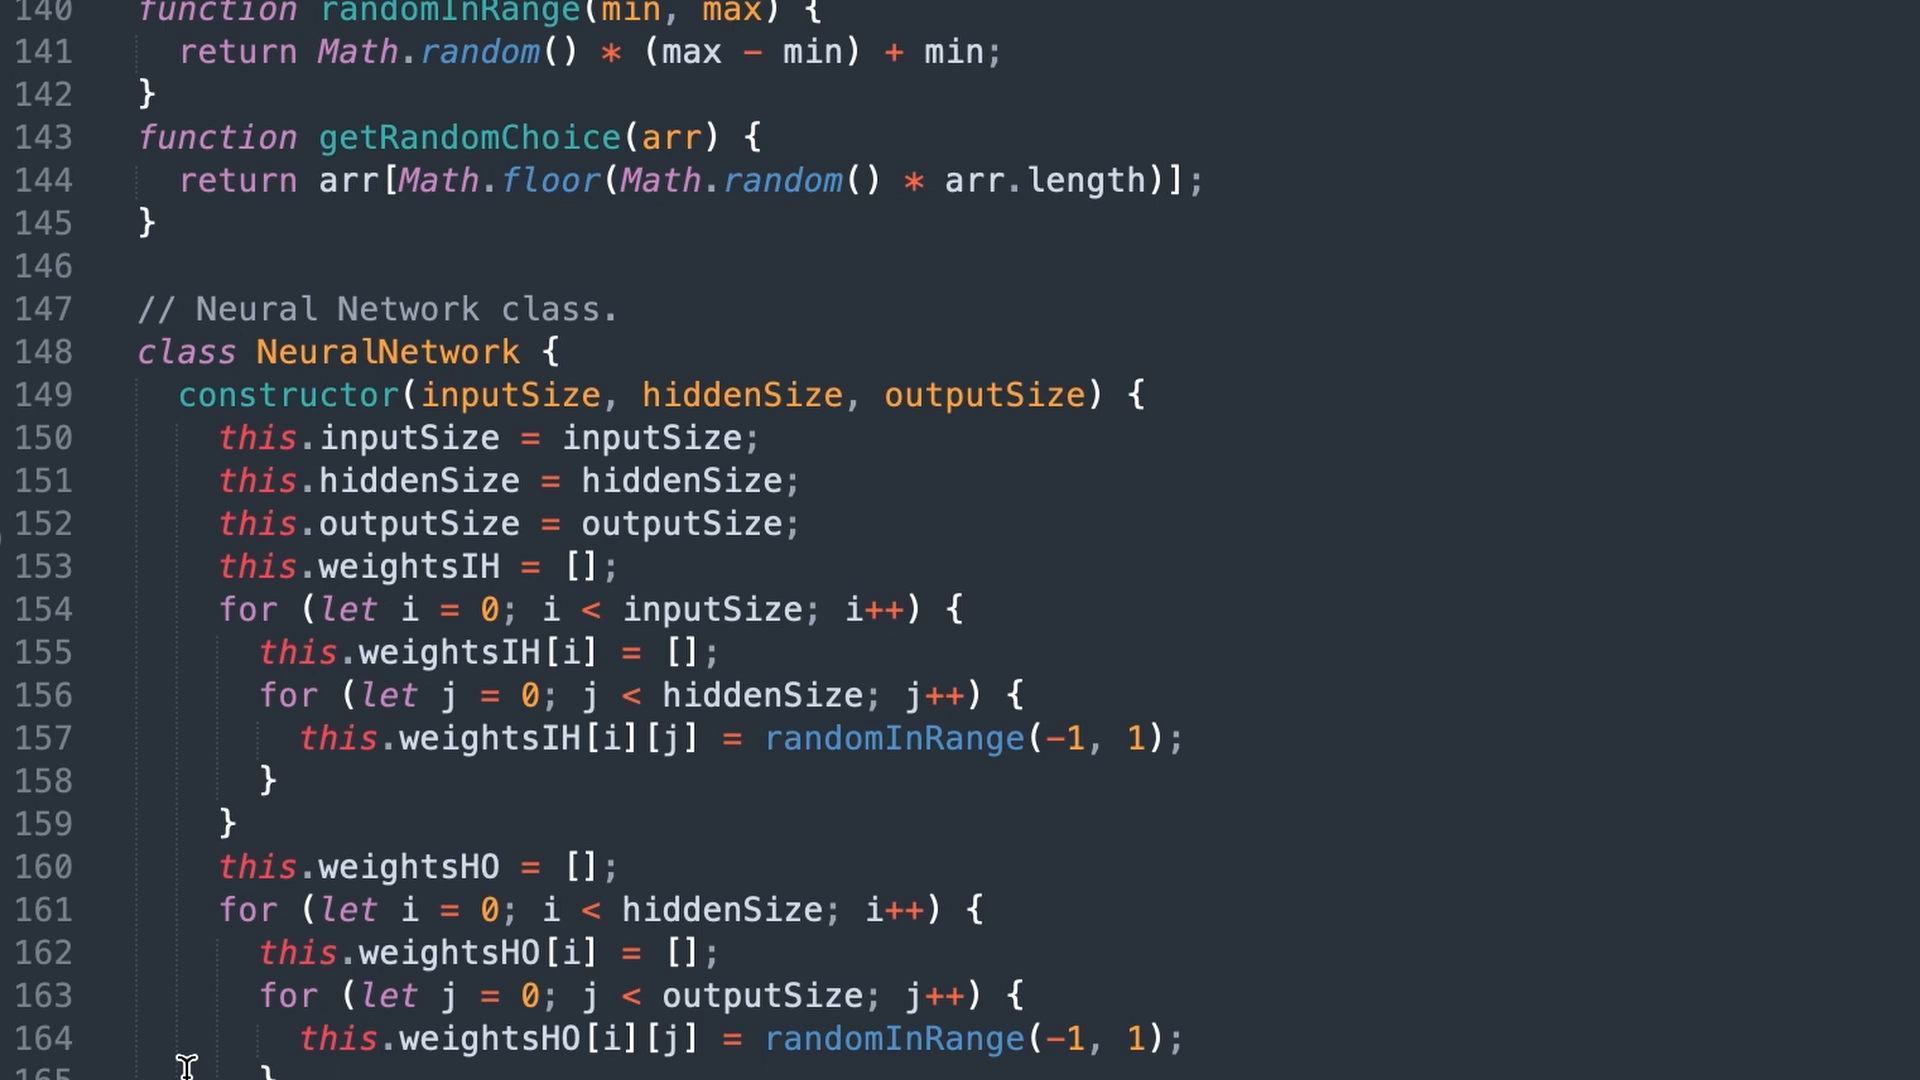 140 function randomInRange(min, max) {
141 return Math.random() * (max - min) + min;
142 }
143 function getRandomChoice(arr) {
144 return arr[Math.floor(Math.random() * arr.length)];
145 }
146
147 // Neural Network class.
148 class NeuralNetwork {
149 constructor(inputSize, hiddenSize, outputSize) {
150 this.inputSize = inputSize;
151 this.hiddenSize = hiddenSize;
152 this.outputSize = outputSize;
153 this.weightsIH = [];
154 for (let i = 0; i < inputSize; i++) {
155 this.weightsIH[i] = [];
156 for (let j = 0; j < hiddenSize; j++) {
157 this.weightsIH[i][j] = randomInRange(-1, 1);
158 }
159 }
160 this.weightsHO = [];
161 for (let i = 0; i < hiddenSize; i++) {
162 this.weightsHO[i] = [];
163 for (let j = 0; j < outputSize; j++) {
164 this.weightsHO[i][j] = randomInRange(-1, 1);
165 }